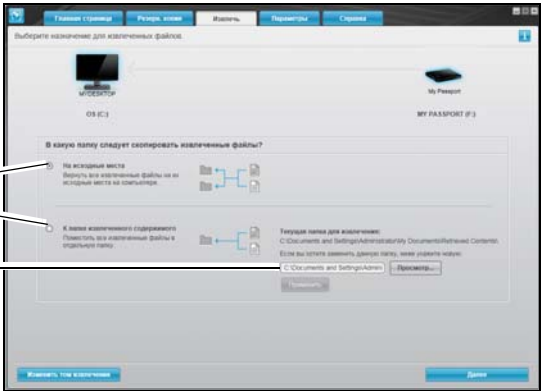 Главная страница Резерв. копия Извлечь Параметры Справка
Выберите назначение для извлеченных файлов.
MYDESKTOP
My Passport
OS (C:)
MY PASSPORT (F:)
В какую папку следует скопировать извлеченные файлы?
На исходные места
Вернуть все извлеченные файлы на их
исходные места на компьютере.
К папке извлеченного содержимого
Поместить все извлеченные файлы в
отдельную папку.
Текущая папка для извлечения:
C:\Documents and Settings\Administrator\My Documents\Retrieved Contents\
Если вы хотите заменить данную папку, ниже укажите новую:
C:\Documents and Settings\Admin
Просмотр...
Применить
Изменить том извлечения
Далее